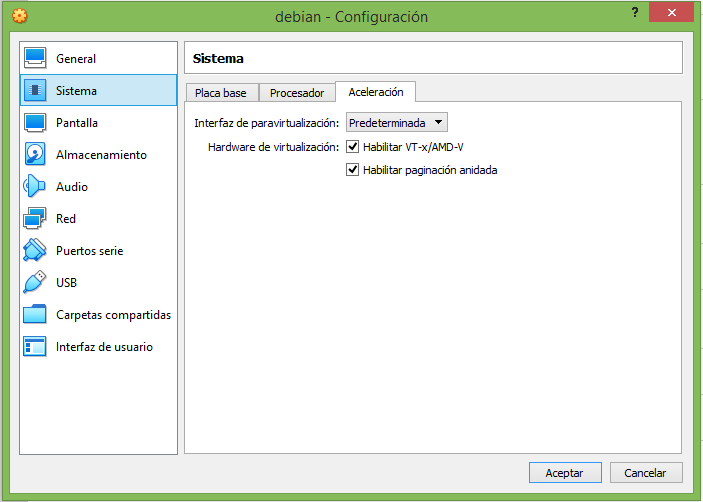 debian - Configuración
?
General
Sistema
Pantalla
Almacenamiento
Audio
Red
Puertos serie
USB
Carpetas compartidas
Interfaz de usuario
Sistema
Placa base Procesador Aceleración
Interfaz de paravirtualización: Predeterminada
Hardware de virtualización: Habilitar VT-x/AMD-V
Habilitar paginación anidada
Aceptar Cancelar